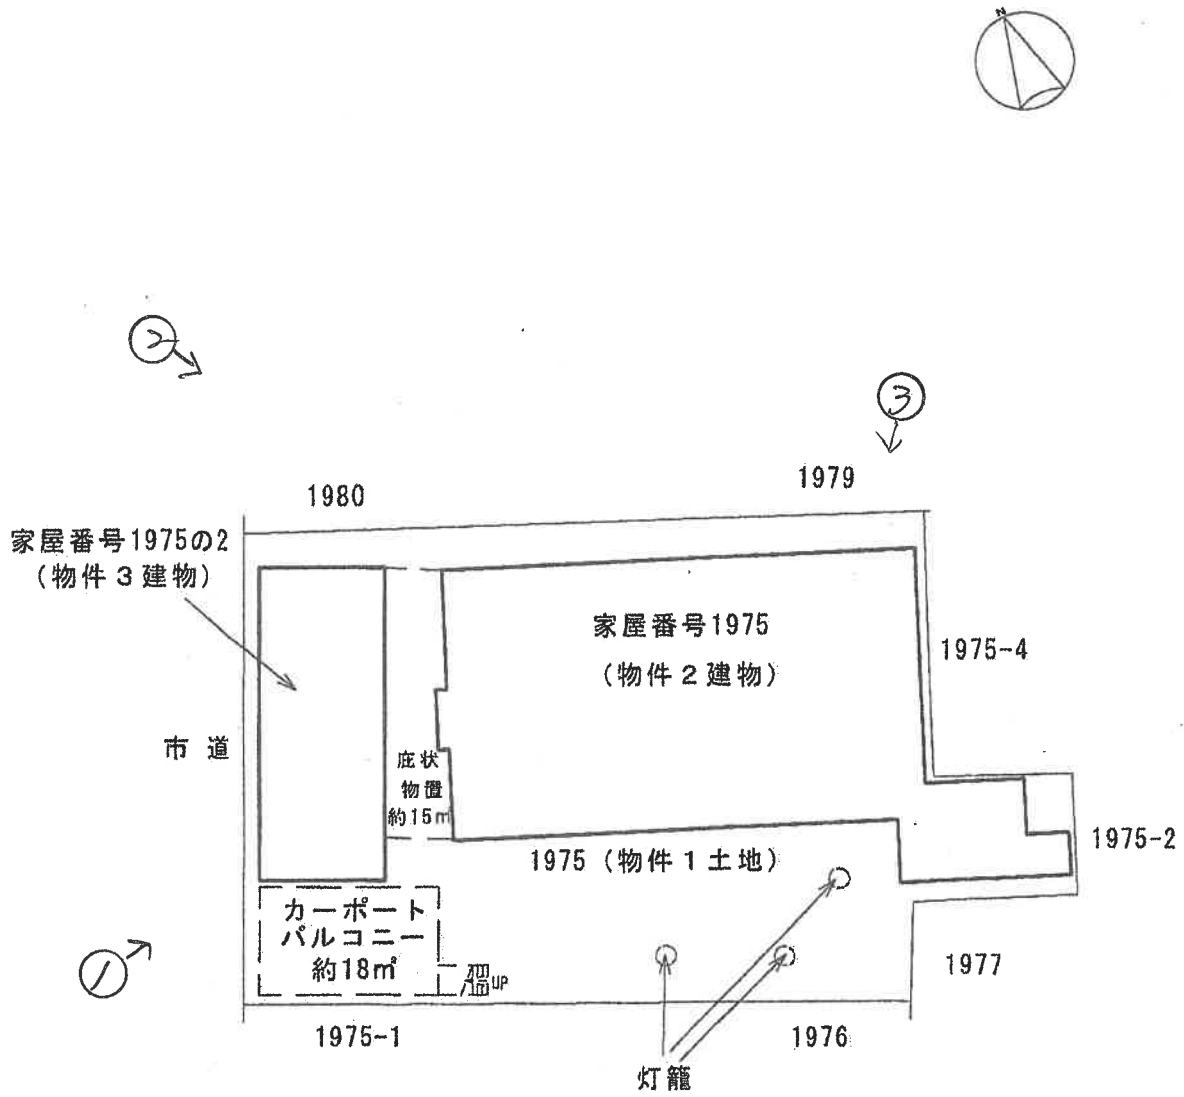 N
②
③
1979
1980
家屋番号1975の2
(物件3建物)
家屋番号1975
(物件2建物)
1975-4
市道
庇状
物置
約15㎡
1975-2
1975(物件1土地)
カーポート
バルコニー
約18㎡
UP
①
1977
1975-1
1976
灯籠